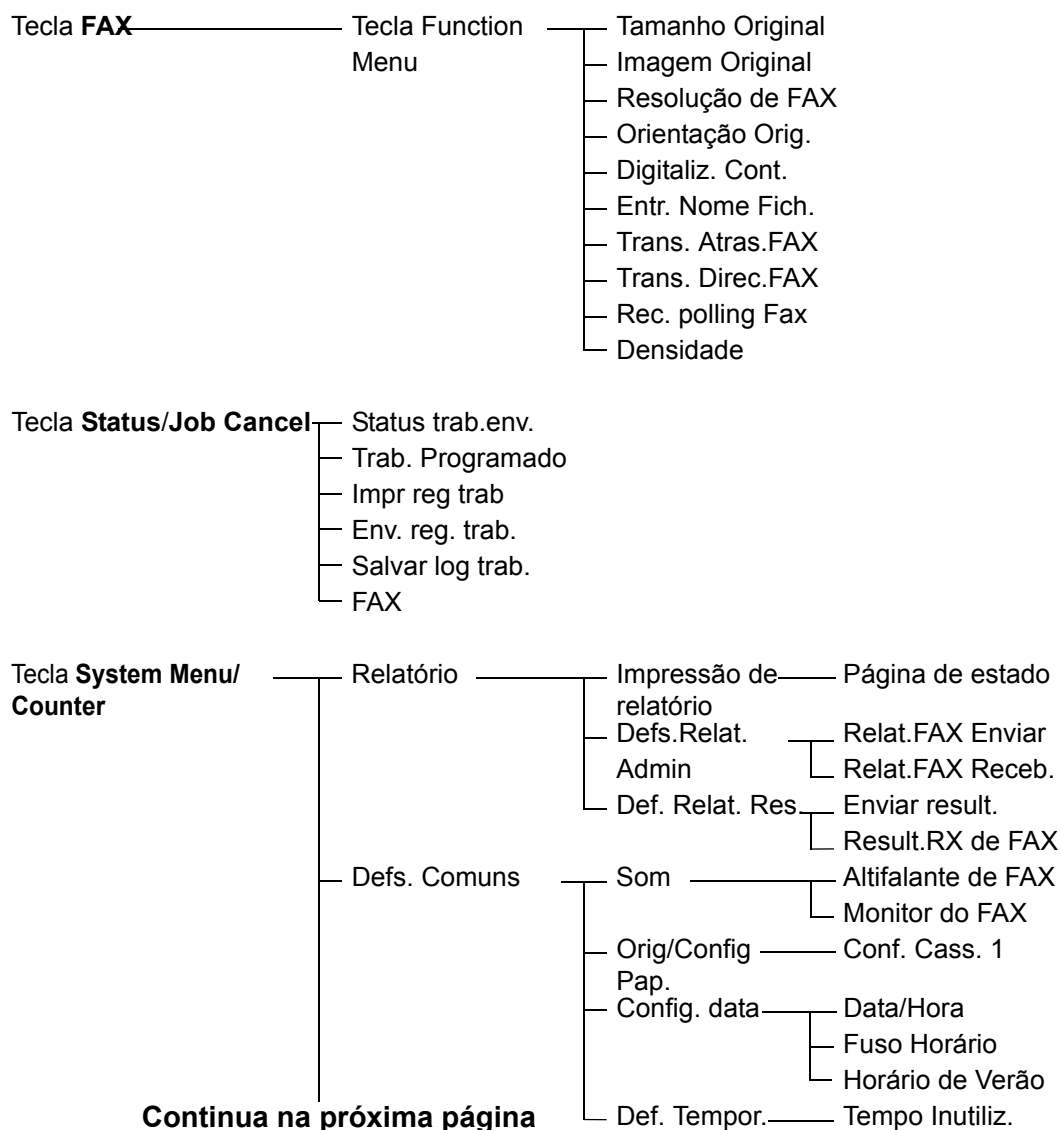 Tecla FAX Tecla Function Tamanho Original
Menu Imagem Original
Resolução de FAX
Orientação Orig.
Digitaliz. Cont.
Entr. Nome Fich.
Trans. Atras.FAX
Trans. Direc.FAX
Rec. polling Fax
Densidade
Tecla Status/Job Cancel Status trab.env.
Trab. Programado
Impr reg trab
Env. reg. trab.
Salvar log trab.
FAX
Tecla System Menu/ Relatório Impressão de Página de estado
Counter relatório
Defs.Relat. Relat.FAX Enviar
Admin Relat.FAX Receb.
Def. Relat. Res. Enviar result.
Result.RX de FAX
Defs. Comuns Som Altifalante de FAX
Monitor do FAX
Orig/Config Conf. Cass. 1
Pap.
Config. data Data/Hora
Fuso Horário
Horário de Verão
Continua na próxima página Def. Tempor. Tempo Inutiliz.